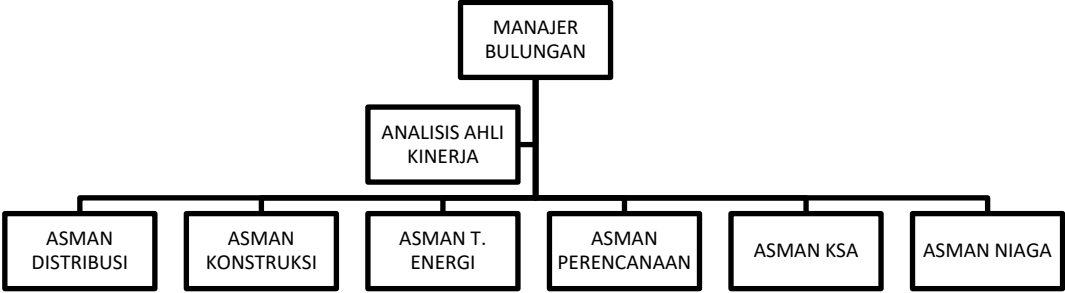 MANAJER
BULUNGAN
ANALISIS AHLI
KINERJA
ASMAN
DISTRIBUSI
ASMAN
KONSTRUKSI
ASMAN T.
ENERGI
ASMAN
PERENCANAAN
ASMAN KSA
ASMAN NIAGA